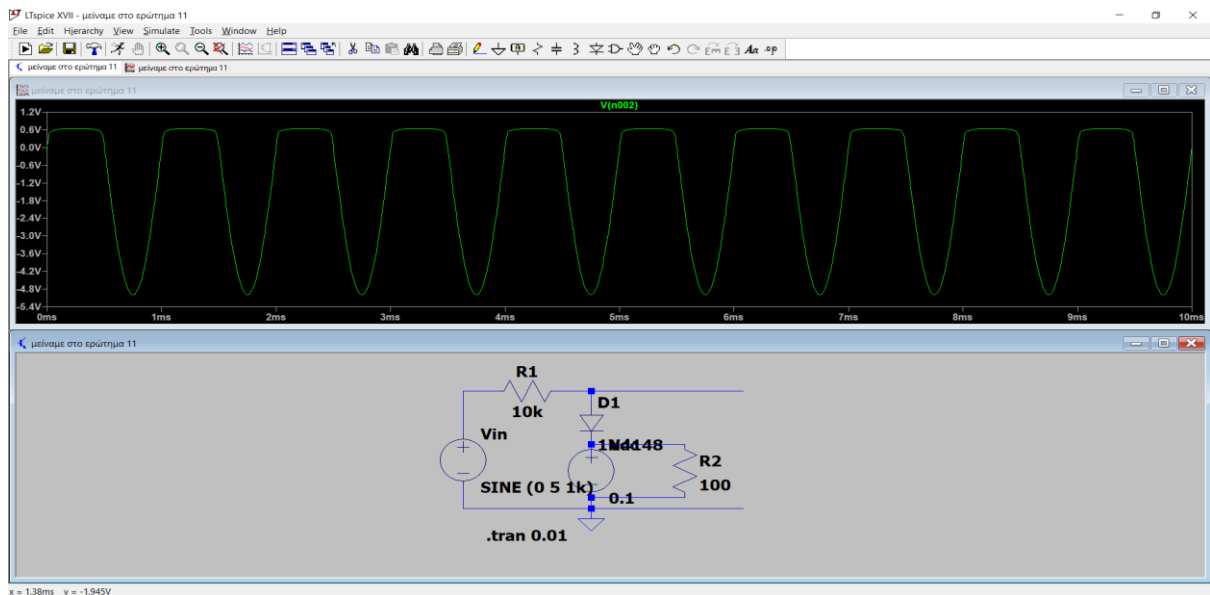 LTspice XVII - μείναμε στο ερώτημα 11
File Edit Hierarchy View Simulate Tools Window Help
μείναμε στο ερώτημα 11 μείναμε στο ερώτημα 11
μείναμε στο ερώτημα 11
V(n002)
1.2V
0.6V
0.0V
-0.6V
-1.2V
-1.8V
-2.4V
-3.0V
-3.6V
-4.2V
-4.8V
-5.4V
0ms 1ms 2ms 3ms 4ms 5ms 6ms 7ms 8ms 9ms 10ms
μείναμε στο ερώτημα 11
R1
10k
D1
Vin
R2
SINE (0 5 1k)
100
0.1
.tran 0.01
x = 1.38ms y = -1.945V